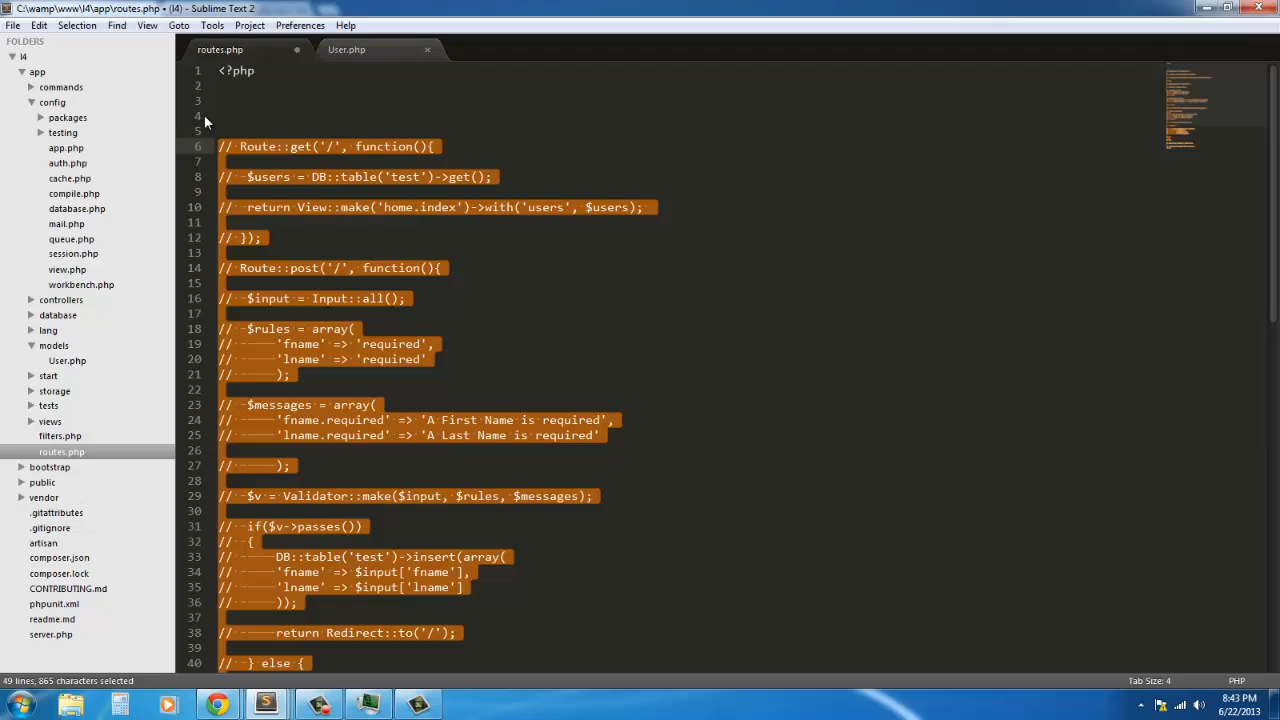 C:\wamp\www\l4\app\routes.php • (l4) - Sublime Text 2
File Edit Selection Find View Goto Tools Project Preferences Help
FOLDERS
l4
app
commands
config
packages
testing
app.php
auth.php
cache.php
compile.php
database.php
mail.php
queue.php
session.php
view.php
workbench.php
controllers
database
lang
models
User.php
start
storage
tests
views
filters.php
routes.php
bootstrap
public
vendor
.gitattributes
.gitignore
artisan
composer.json
composer.lock
CONTRIBUTING.md
phpunit.xml
readme.md
server.php
routes.php
User.php
1 <?php
2
3
4
5
6 // Route::get('/', function(){
7
8 // $users = DB::table('test')->get();
9
10 // return View::make('home.index')->with('users', $users);
11
12 // });
13
14 // Route::post('/', function(){
15
16 // $input = Input::all();
17
18 // $rules = array(
19 // 'fname' => 'required',
20 // 'lname' => 'required'
21 // );
22
23 // $messages = array(
24 // 'fname.required' => 'A First Name is required',
25 // 'lname.required' => 'A Last Name is required'
26
27 // );
28
29 // $v = Validator::make($input, $rules, $messages);
30
31 // if($v->passes())
32 // {
33 // DB::table('test')->insert(array(
34 // 'fname' => $input['fname'],
35 // 'lname' => $input['lname']
36 // ));
37
38 // return Redirect::to('/');
39
40 // } else {
49 lines, 865 characters selected
Tab Size: 4
PHP
8:43 PM
6/22/2013